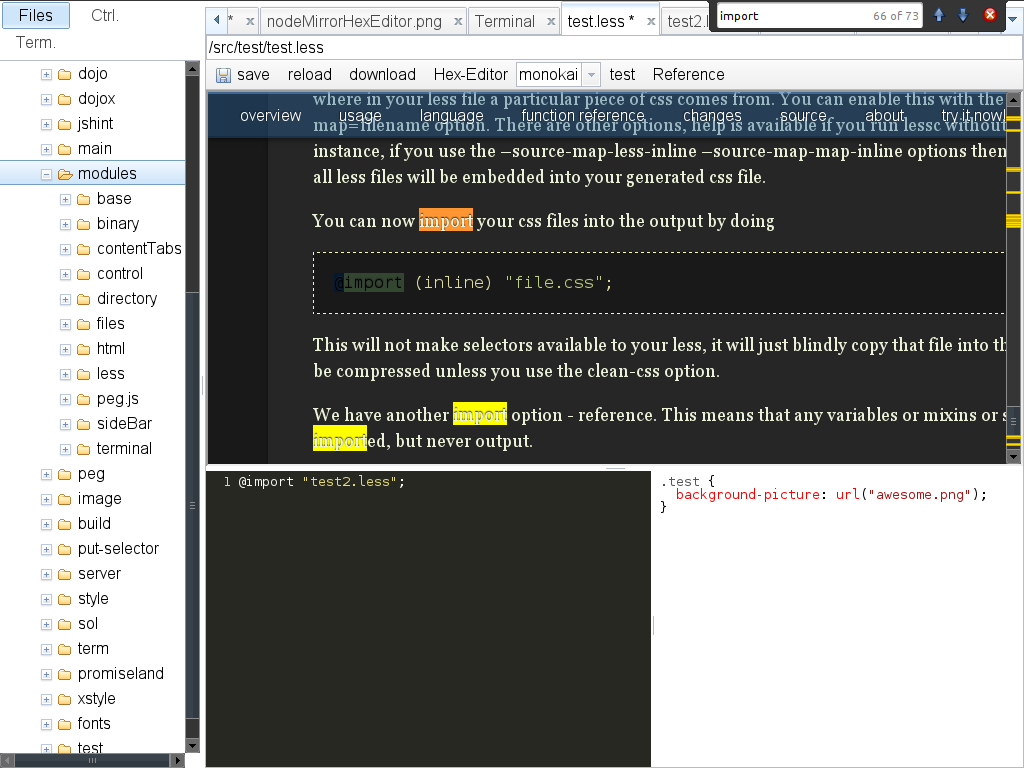 Files
Ctrl.
Term.
dojo
dojox
jshint
main
modules
base
binary
contentTabs
control
directory
files
html
less
peg.js
sideBar
terminal
peg
image
build
put-selector
server
style
sol
term
promiseland
xstyle
fonts
test
* x nodeMirrorHexEditor.png x Terminal x test.less * x test2.l
import 66 of 73
/src/test/test.less
save reload download Hex-Editor monokai test Reference
where in your less file a particular piece of css comes from. You can enable this with the
overview usage language function reference changes source about try it now!
map=filename option. There are other options, help is available if you run lessc without
instance, if you use the –source-map-less-inline –source-map-map-inline options then
all less files will be embedded into your generated css file.
You can now import your css files into the output by doing
@import (inline) "file.css";
This will not make selectors available to your less, it will just blindly copy that file into th
be compressed unless you use the clean-css option.
We have another import option - reference. This means that any variables or mixins or s
imported, but never output.
1 @import "test2.less";
.test {
background-picture: url("awesome.png");
}